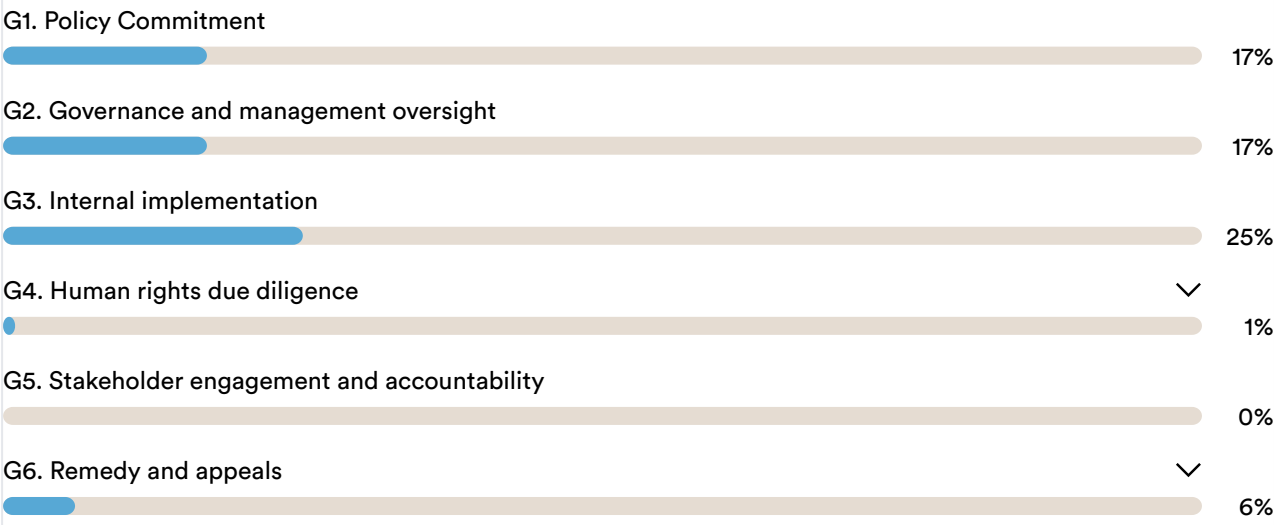 G1. Policy Commitment
17%
G2. Governance and management oversight
17%
G3. Internal implementation
25%
G4. Human rights due diligence
1%
G5. Stakeholder engagement and accountability
0%
G6. Remedy and appeals
6%